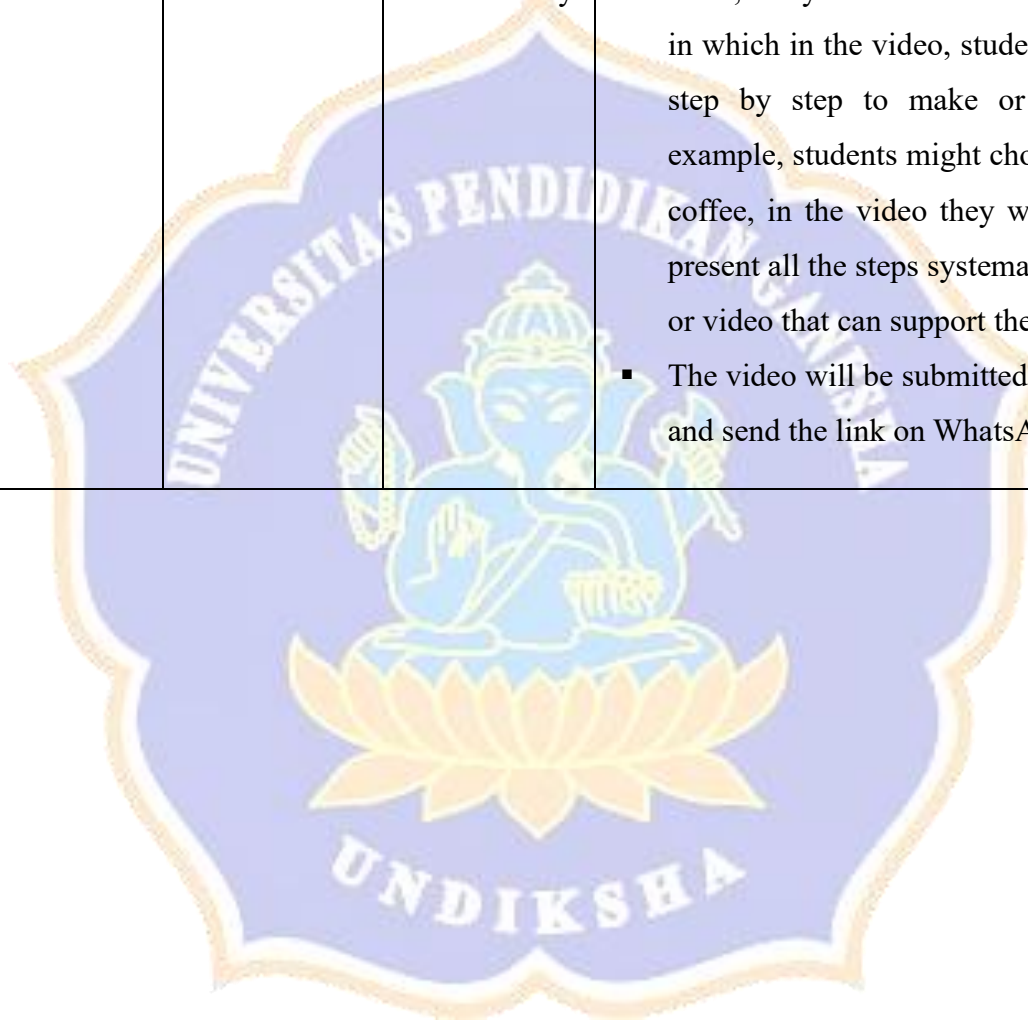 in which in the video, stude
step by step to make or
example, students might cho
coffee, in the video they w
present all the steps systema
or video that can support the
▪ The video will be submitted
and send the link on WhatsA
UNIVERSITAS PENDIDIKAN GANESHA
UNDIKSHA